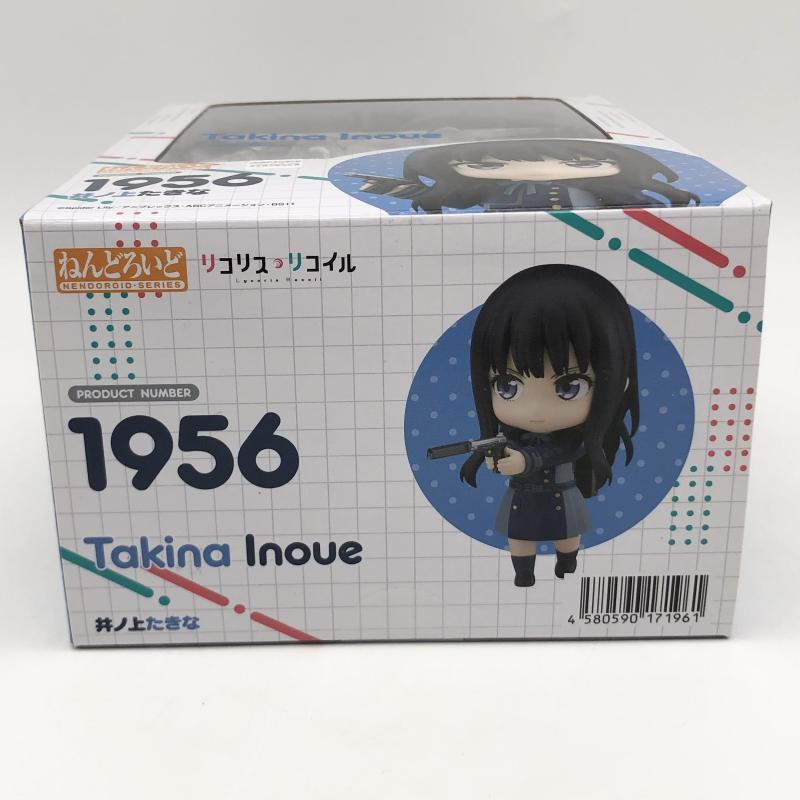 Takina Inoue
1956
井ノ上たきな
ねんどろいど
NENDOROID・SERIES
リコリス・リコイル
Lycoris Recoil
PRODUCT NUMBER
1956
Takina Inoue
井ノ上たきな
4 580590 171961